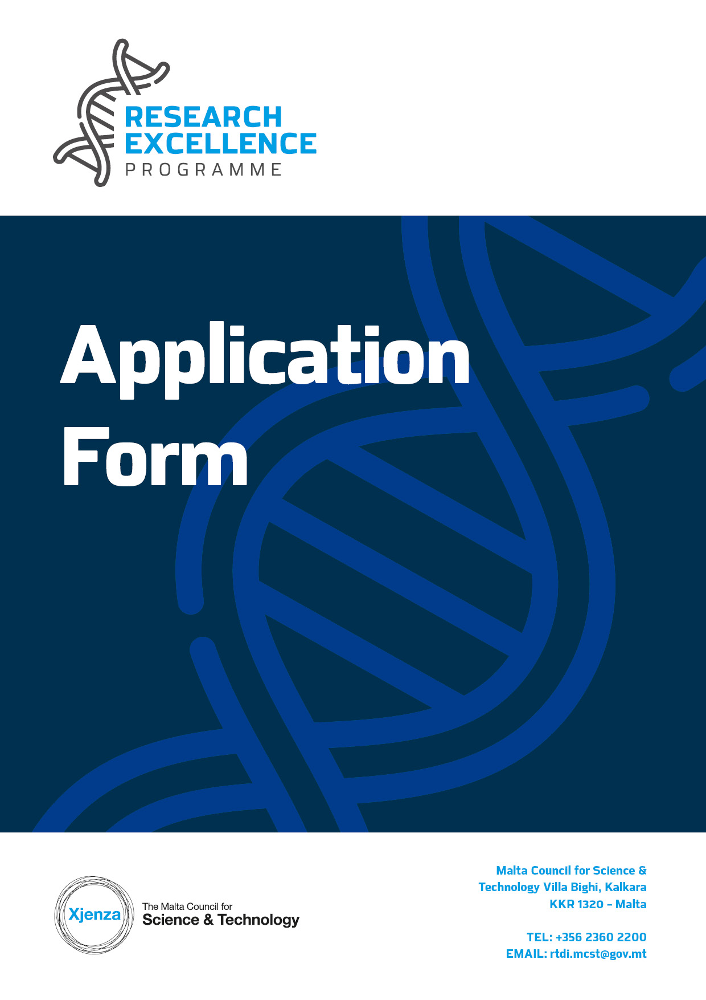 RESEARCH
EXCELLENCE
PROGRAMME
Application
Form
Xjenza
The Malta Council for
Science & Technology
Malta Council for Science &
Technology Villa Bighi, Kalkara
KKR 1320 – Malta
TEL: +356 2360 2200
EMAIL: rtdi.mcst@gov.mt